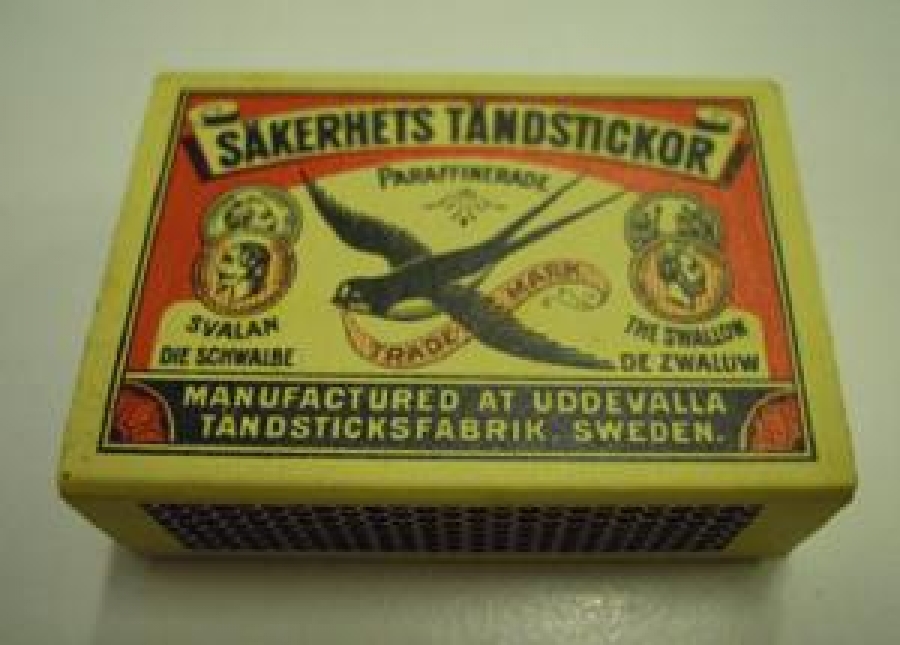 SÄKERHETS TÄNDSTICKOR
PARAFFINERADE
TRADE MARK
SVALAN
DIE SCHWALBE
THE SWALLOW
DE ZWALUW
MANUFACTURED AT UDDEVALLA
TÄNDSTICKSFABRIK. SWEDEN.